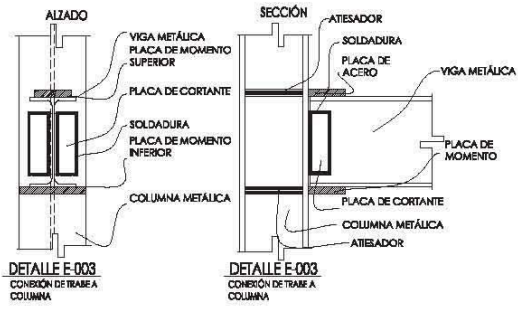 ALZADO
VIGA METÁLICA
PLACA DE MOMENTO
SUPERIOR
PLACA DE CORTANTE
SOLDADURA
PLACA DE MOMENTO
INFERIOR
COLUMNA METÁLICA
DETALLE E-003
CONEXIÓN DE TRABE A
COLUMNA
SECCIÓN
ATIESADOR
SOLDADURA
PLACA DE
ACERO
VIGA METÁLICA
PLACA DE
MOMENTO
PLACA DE CORTANTE
COLUMNA METÁLICA
ATIESADOR
DETALLE E-003
CONEXIÓN DE TRABE A
COLUMNA